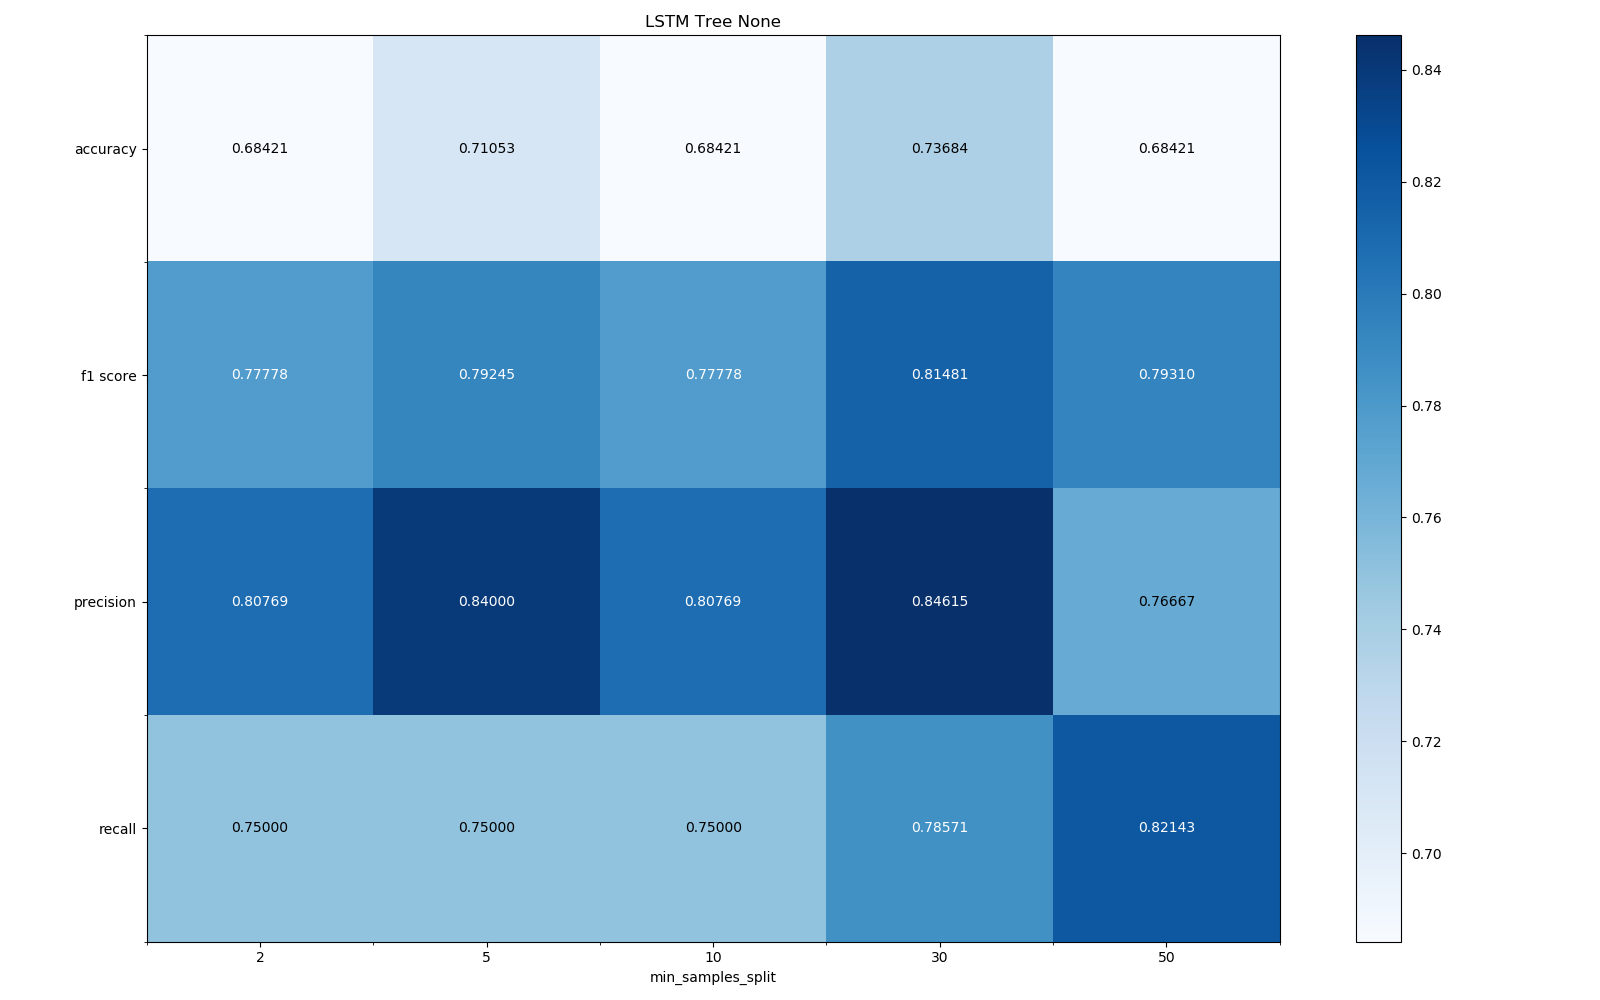 LSTM Tree None
accuracy 0.68421 0.71053 0.68421 0.73684 0.68421
f1 score 0.77778 0.79245 0.77778 0.81481 0.79310
precision 0.80769 0.84000 0.80769 0.84615 0.76667
recall 0.75000 0.75000 0.75000 0.78571 0.82143
2 5 10 30 50
min_samples_split
0.84
0.82
0.80
0.78
0.76
0.74
0.72
0.70